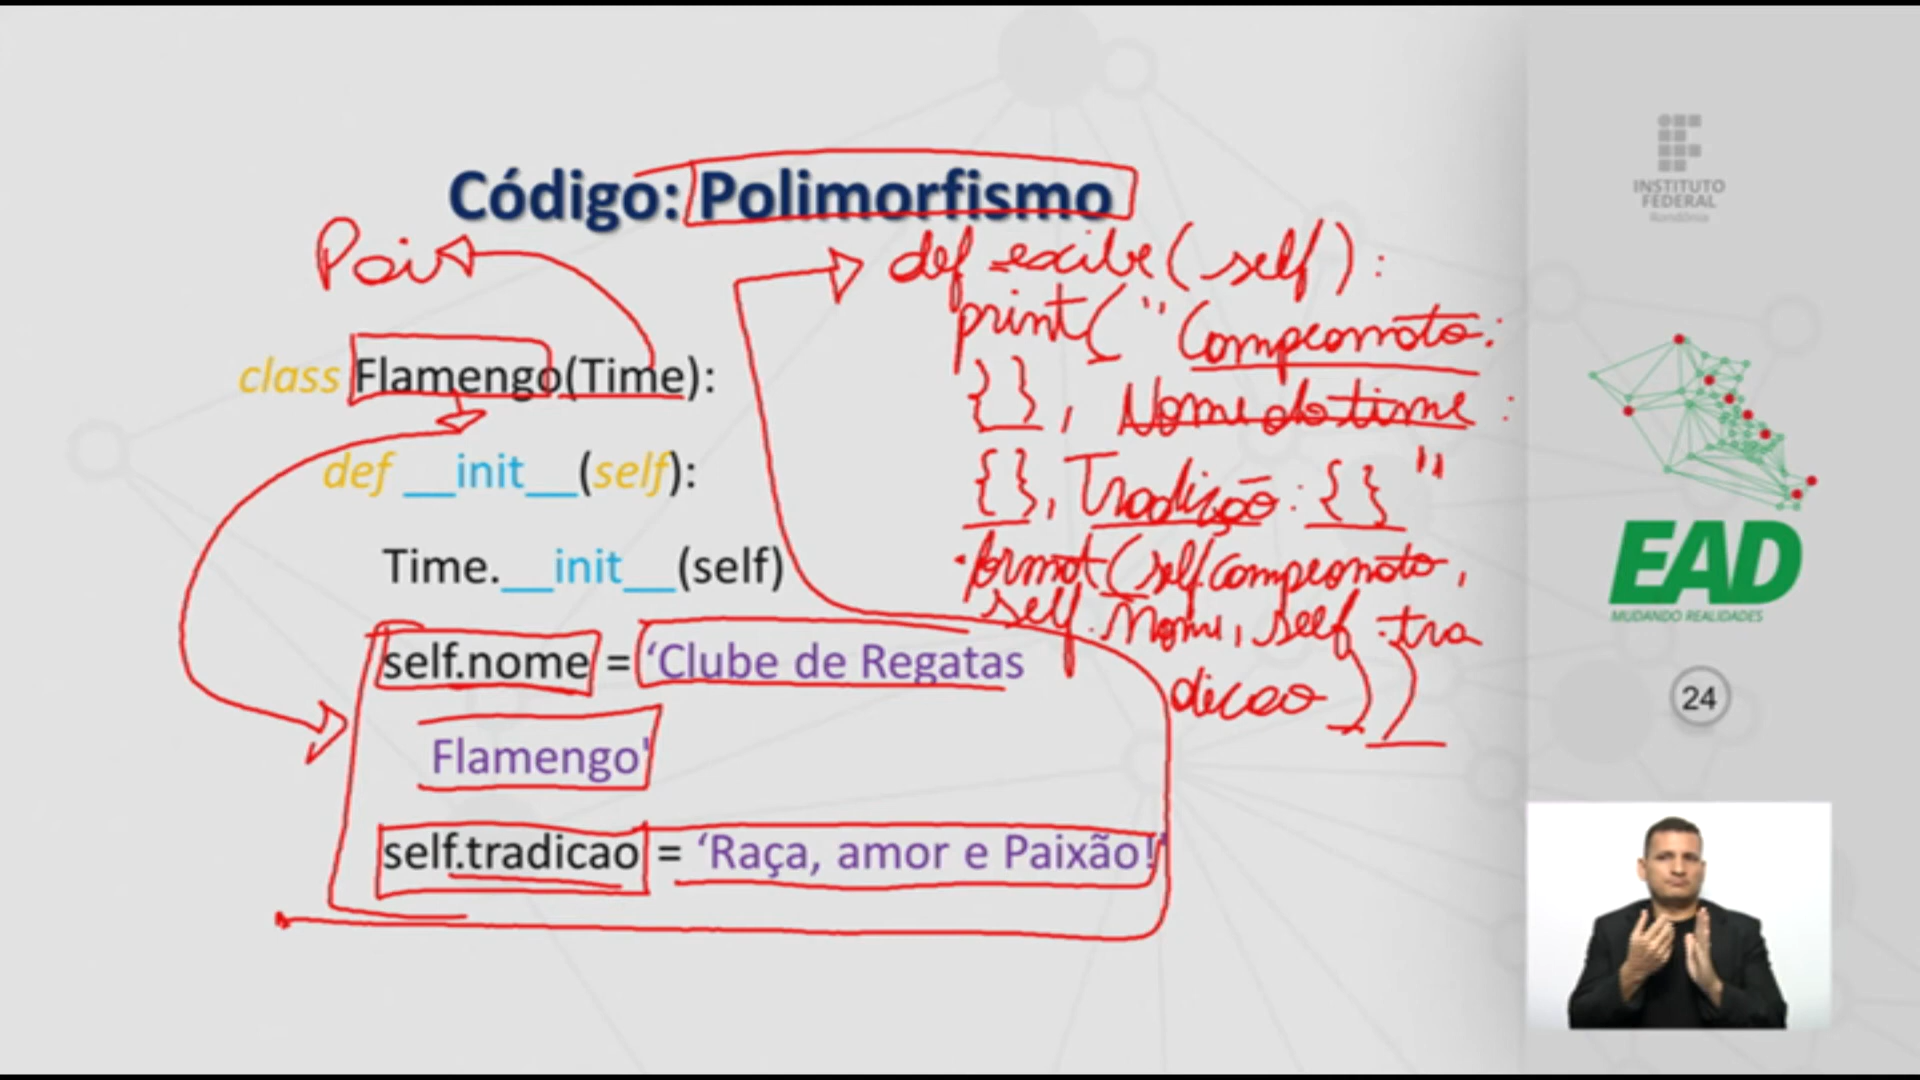 Código: Polimorfismo
Pai
class Flamengo(Time):
def __init__(self):
Time.__init__(self)
self.nome = ‘Clube de Regatas
Flamengo'
self.tradicao = ‘Raça, amor e Paixão!'
def exibe(self):
print("Campeonato:
{}, Nome do time:
{}, Tradição: {}"
.format(self.campeonato,
self.nome, self.tra
dicao))
INSTITUTO
FEDERAL
Rondônia
EAD
MUDANDO REALIDADES
24